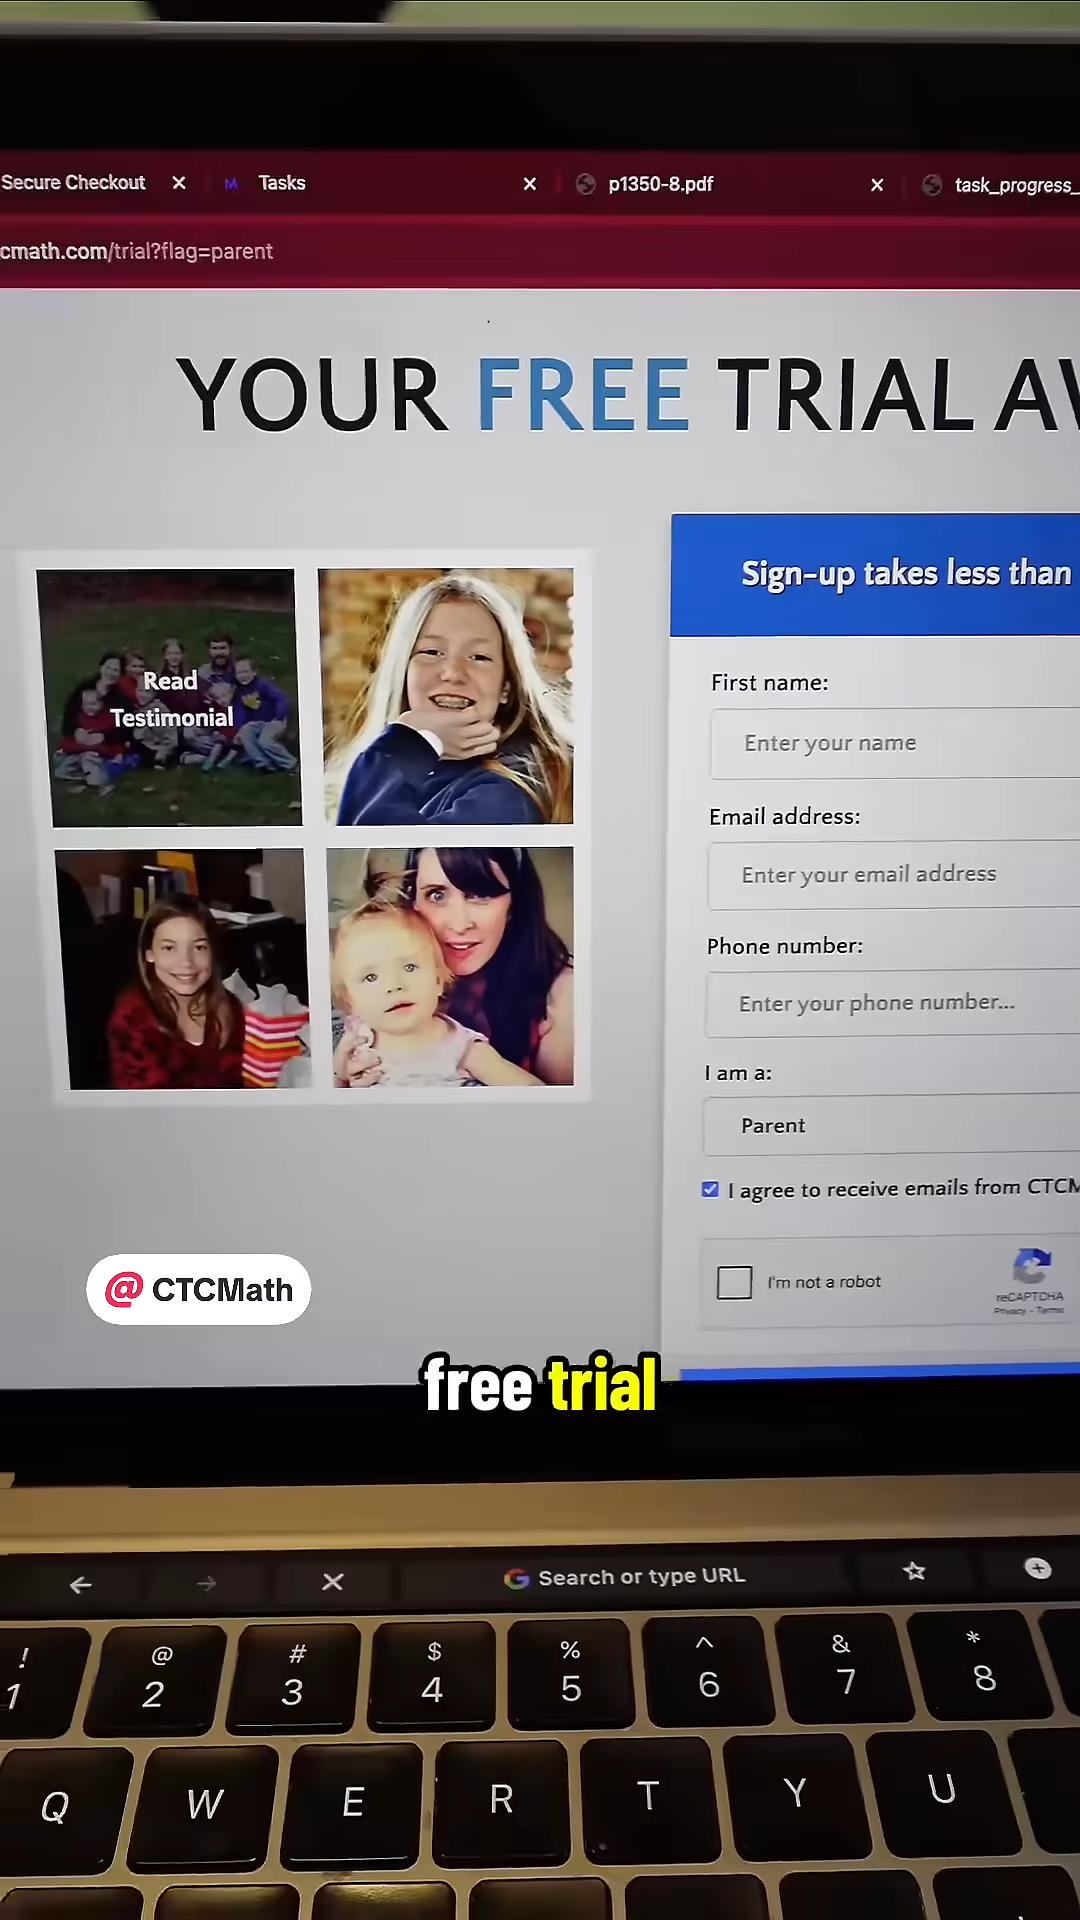 Secure Checkout × Tasks × p1350-8.pdf × task_progress_
cmath.com/trial?flag=parent
YOUR FREE TRIAL
Sign-up takes less than
Read
Testimonial
First name:
Enter your name
Email address:
Enter your email address
Phone number:
Enter your phone number...
I am a:
Parent
I agree to receive emails from CTCM
I'm not a robot
reCAPTCHA
Privacy - Terms
@ CTCMath
free trial
Search or type URL
! @ # $ % ^ & *
1 2 3 4 5 6 7 8
Q W E R T Y U